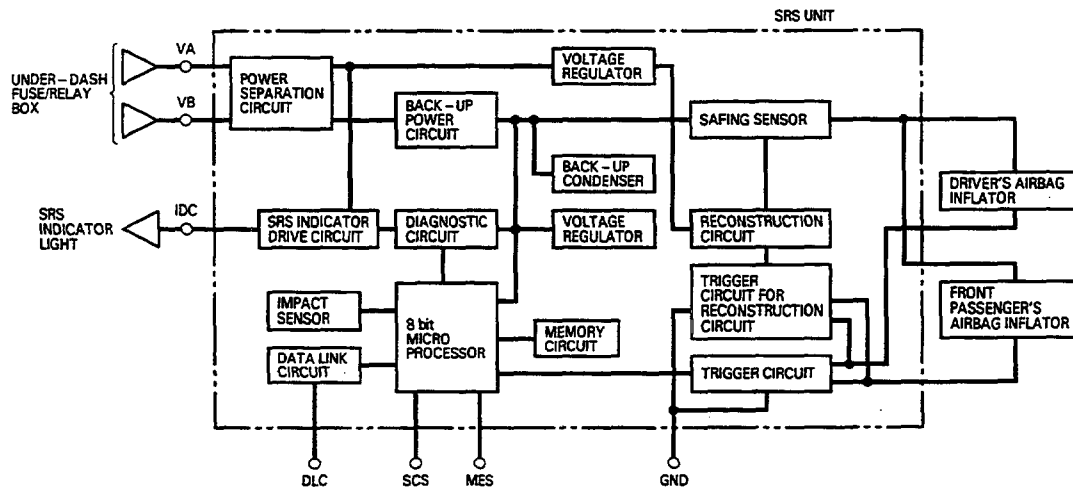 SRS UNIT
UNDER-DASH
FUSE/RELAY
BOX
VA
VB
POWER
SEPARATION
CIRCUIT
VOLTAGE
REGULATOR
BACK-UP
POWER
CIRCUIT
SAFING SENSOR
BACK-UP
CONDENSER
DRIVER'S AIRBAG
INFLATOR
SRS
INDICATOR
LIGHT
IDC
SRS INDICATOR
DRIVE CIRCUIT
DIAGNOSTIC
CIRCUIT
VOLTAGE
REGULATOR
RECONSTRUCTION
CIRCUIT
IMPACT
SENSOR
8 bit
MICRO
PROCESSOR
MEMORY
CIRCUIT
TRIGGER
CIRCUIT FOR
RECONSTRUCTION
CIRCUIT
FRONT
PASSENGER'S
AIRBAG INFLATOR
DATA LINK
CIRCUIT
TRIGGER CIRCUIT
DLC
SCS
MES
GND